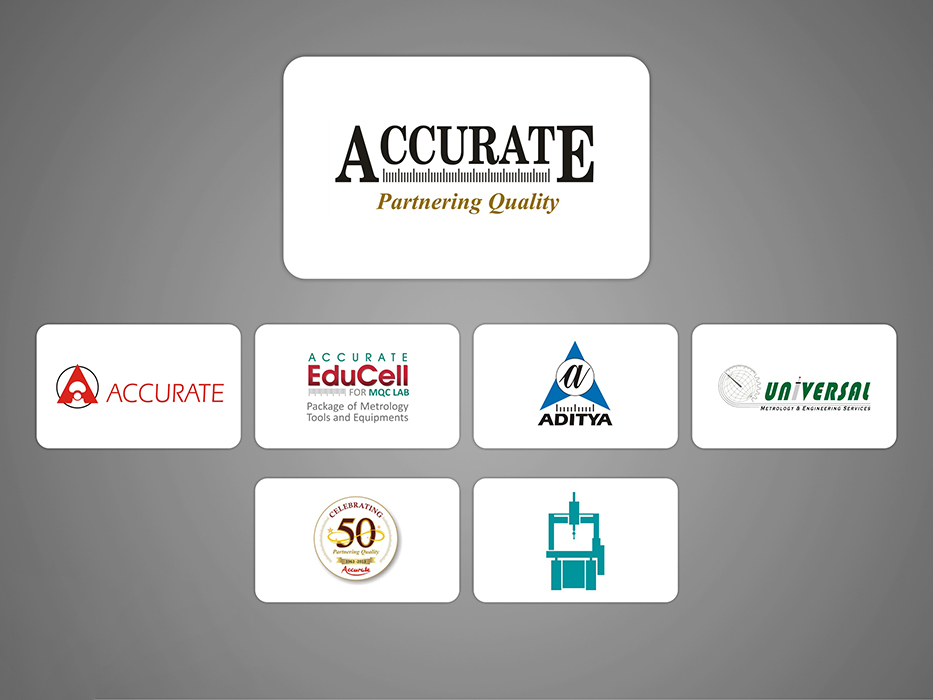 ACCURATE
Partnering Quality
ACCURATE
ACCURATE
EduCell
FOR MQC LAB
Package of Metrology
Tools and Equipments
a
ADITYA
UNiVERSAL
METROLOGY & ENGINEERING SERVICES
CELEBRATING
50
Partnering Quality
Accurate